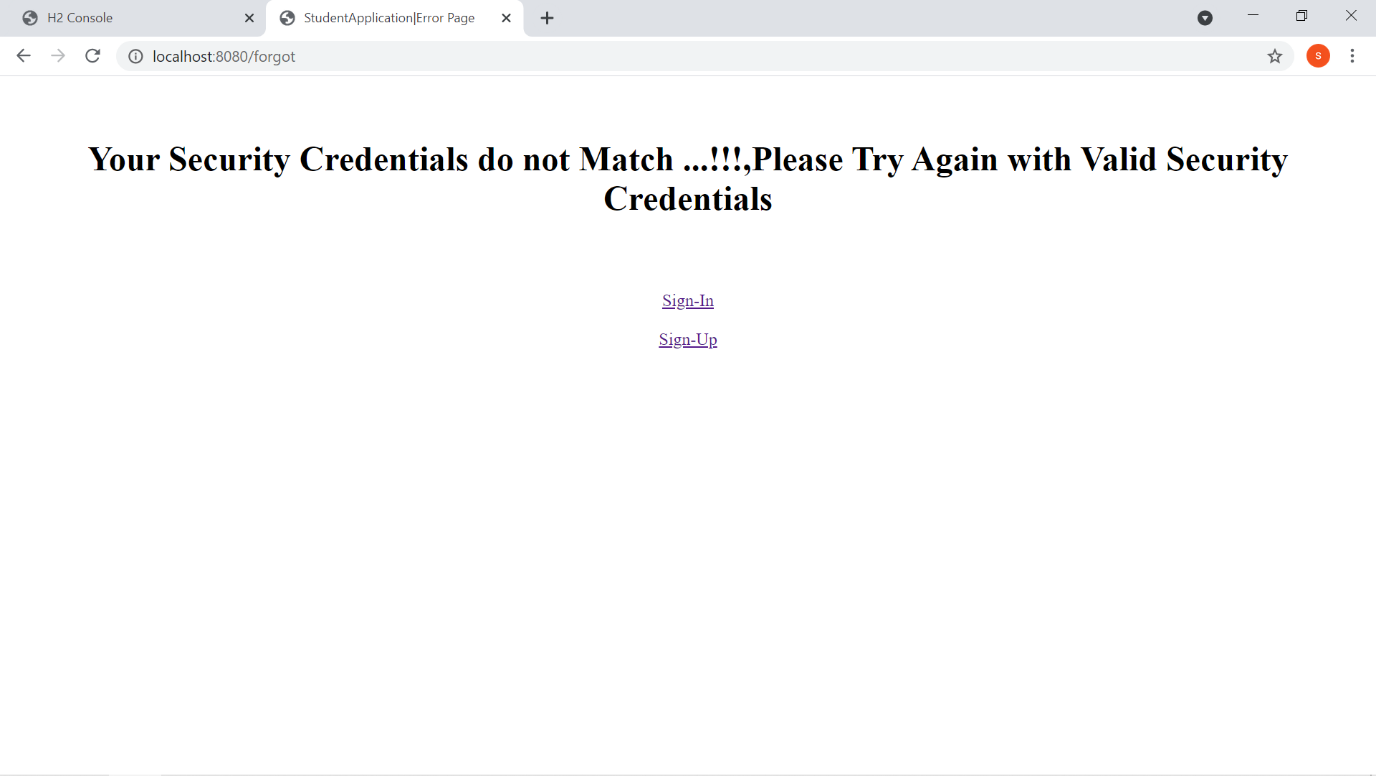 H2 Console
StudentApplication|Error Page
localhost:8080/forgot
S
Your Security Credentials do not Match ...!!!,Please Try Again with Valid Security
Credentials
Sign-In
Sign-Up